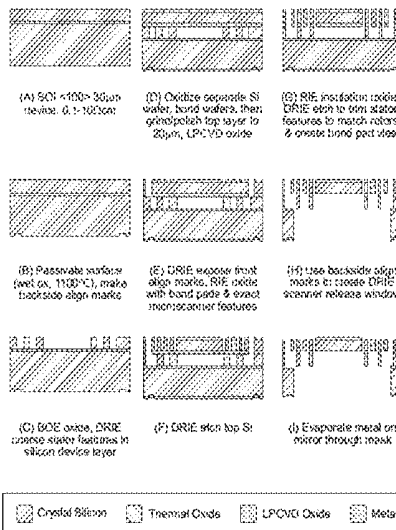 (A) SOI <100> 30μm
device, 0.1-10Ωcm
(D) Oxidize separate Si
wafer, bond wafers, then
grind/polish top layer to
20μm, LPCVD oxide
(G) RIE insulation oxide
DRIE etch to trim stator
features to match rotors
& create bond pad vias
(B) Passivate surface
(wet ox, 1100°C), make
backside align marks
(E) DRIE expose front
align marks, RIE oxide
with bond pads & exact
microscanner features
(H) Use backside align
marks to create DRIE
scanner release window
(C) BOE oxide, DRIE
coarse stator features in
silicon device layer
(F) DRIE etch top Si
(I) Evaporate metal on
mirror through mask
Crystal Silicon
Thermal Oxide
LPCVD Oxide
Meta